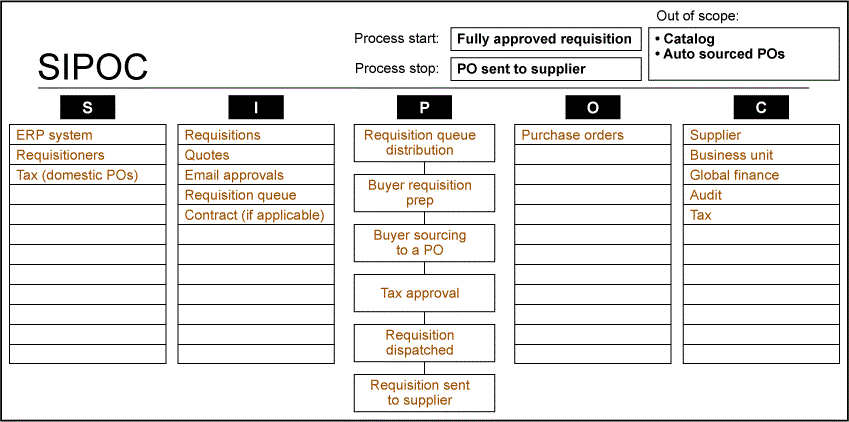 Out of scope:
Process start: Fully approved requisition
• Catalog
• Auto sourced POs
SIPOC
Process stop: PO sent to supplier
S
I
P
O
C
ERP system
Requisitioners
Tax (domestic POs)
Requisitions
Quotes
Email approvals
Requisition queue
Contract (if applicable)
Requisition queue
distribution
Buyer requisition
prep
Buyer sourcing
to a PO
Tax approval
Requisition
dispatched
Requisition sent
to supplier
Purchase orders
Supplier
Business unit
Global finance
Audit
Tax